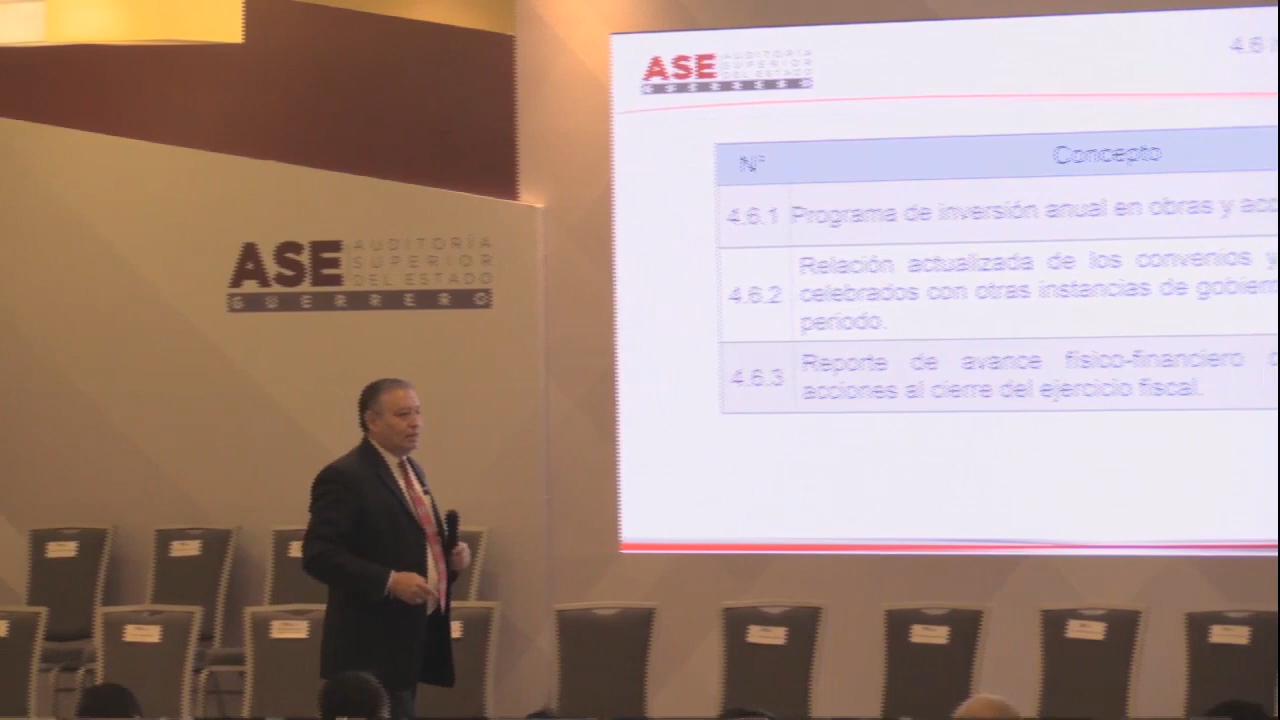 ASE AUDITORÍA
SUPERIOR
DEL ESTADO
GUERRERO
ASE AUDITORÍA
SUPERIOR
DEL ESTADO
GUERRERO
4.6
N° Concepto
4.6.1 Programa de inversión anual en obras y
4.6.2 Relación actualizada de los convenios y
celebrados con otras instancias de
periodo.
4.6.3 Reporte de avance físico-financiero
acciones al cierre del ejercicio fiscal.